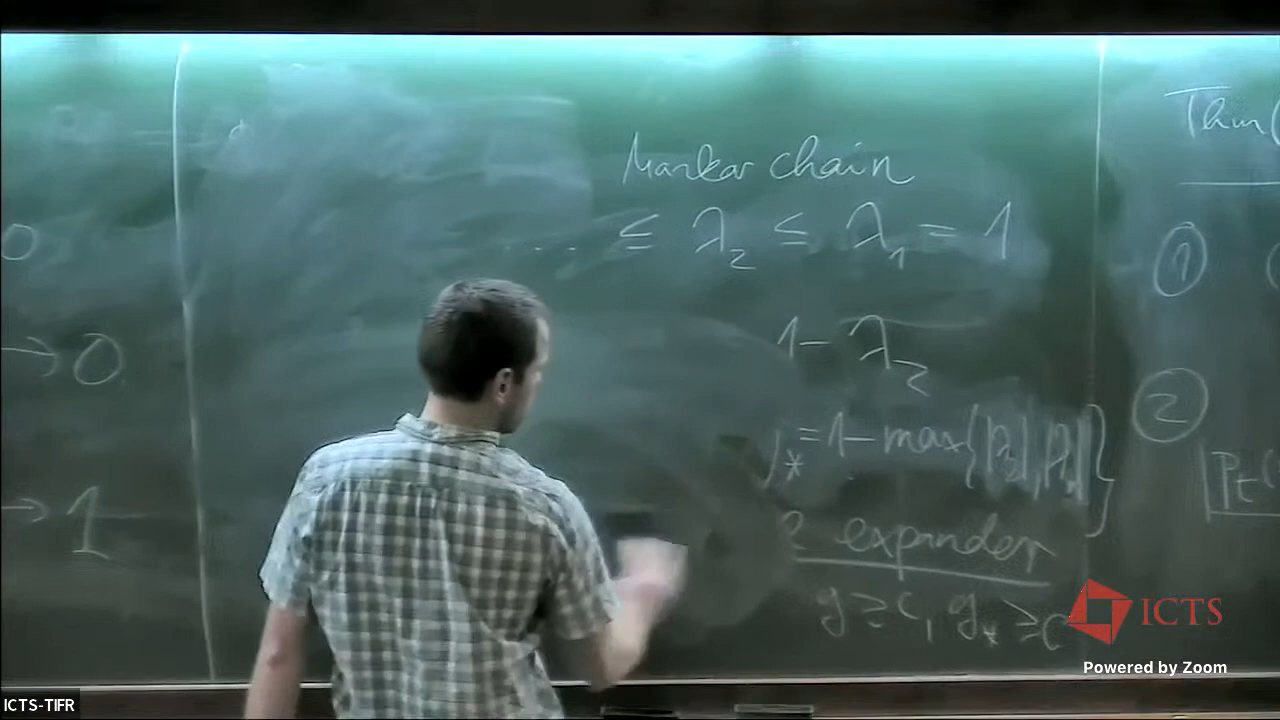 0
→ 0
→ 1
Markov chain
... ≤ λ₂ ≤ λ₁ = 1
1 - λ₂
= 1 - max{|λ₂|,
expander
g ≥ c, g* ≥ c
Thm(
①
②
Pt(
ICTS
Powered by Zoom
ICTS-TIFR